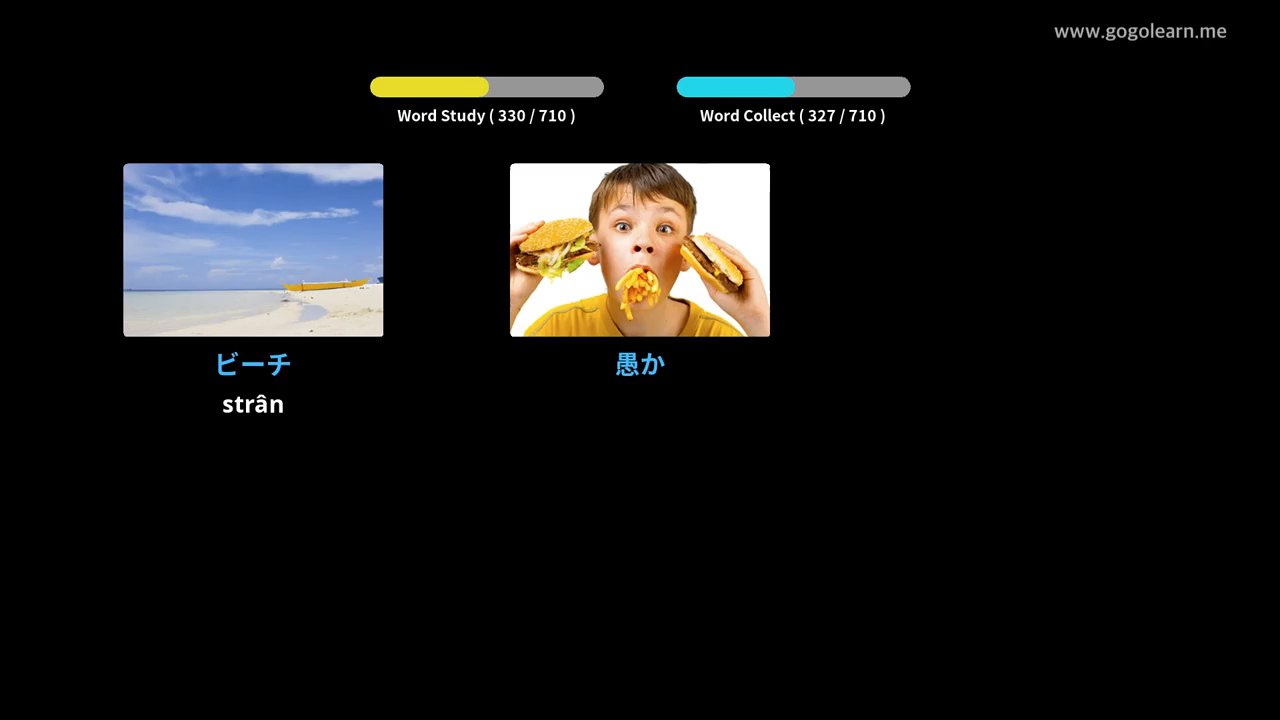 www.gogolearn.me
Word Study ( 330 / 710 )
Word Collect ( 327 / 710 )
ビーチ
strân
愚か